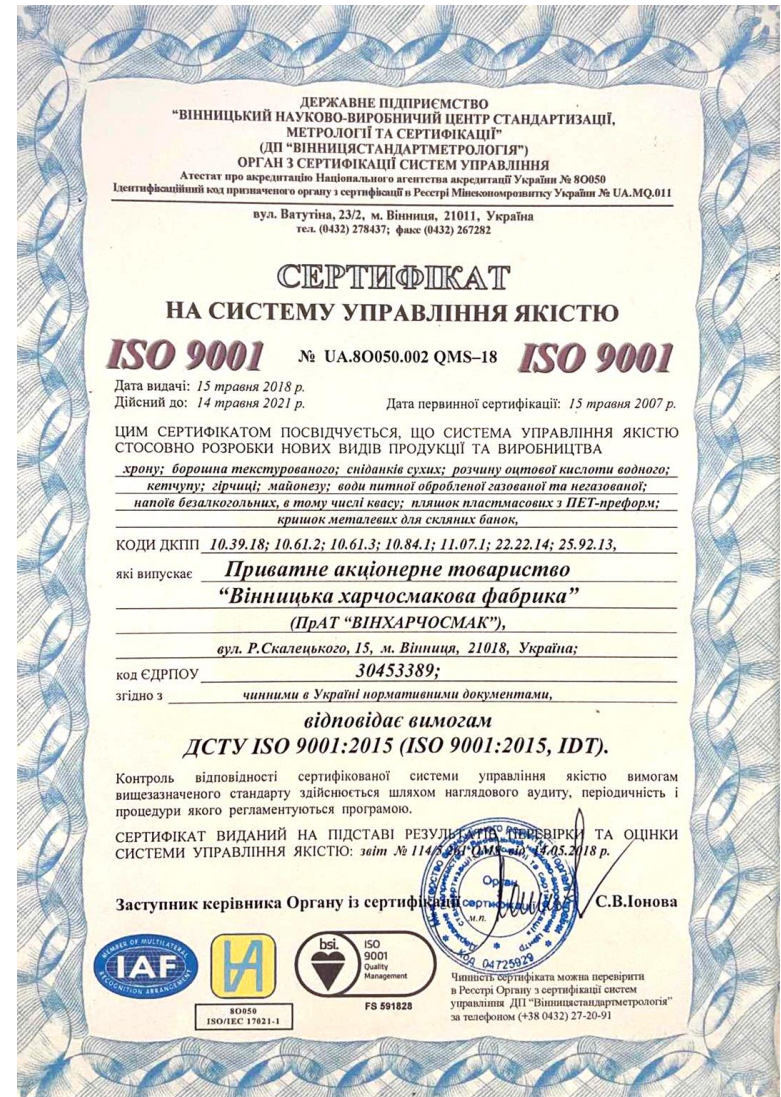 ДЕРЖАВНЕ ПІДПРИЄМСТВО
“ВІННИЦЬКИЙ НАУКОВО-ВИРОБНИЧИЙ ЦЕНТР СТАНДАРТИЗАЦІЇ,
МЕТРОЛОГІЇ ТА СЕРТИФІКАЦІЇ”
(ДП “ВІННИЦЯСТАНДАРТМЕТРОЛОГІЯ”)
ОРГАН З СЕРТИФІКАЦІЇ СИСТЕМ УПРАВЛІННЯ
Атестат про акредитацію Національного агентства акредитації України № 8О050
Ідентифікаційний код призначеного органу з сертифікації в Реєстрі Мінекономрозвитку України № UA.MQ.011
вул. Ватутіна, 23/2, м. Вінниця, 21011, Україна
тел. (0432) 278437; факс (0432) 267282
СЕРТИФІКАТ
НА СИСТЕМУ УПРАВЛІННЯ ЯКІСТЮ
ISO 9001 № UA.8O050.002 QMS–18 ISO 9001
Дата видачі: 15 травня 2018 р.
Дійсний до: 14 травня 2021 р. Дата первинної сертифікації: 15 травня 2007 р.
ЦИМ СЕРТИФІКАТОМ ПОСВІДЧУЄТЬСЯ, ЩО СИСТЕМА УПРАВЛІННЯ ЯКІСТЮ
СТОСОВНО РОЗРОБКИ НОВИХ ВИДІВ ПРОДУКЦІЇ ТА ВИРОБНИЦТВА
хрону; борошна текстурованого; сніданків сухих; розчину оцтової кислоти водного;
кетчупу; гірчиці; майонезу; води питної обробленої газованої та негазованої;
напоїв безалкогольних, в тому числі квасу; пляшок пластмасових з ПЕТ-преформ;
кришок металевих для скляних банок,
КОДИ ДКПП 10.39.18; 10.61.2; 10.61.3; 10.84.1; 11.07.1; 22.22.14; 25.92.13,
які випускає Приватне акціонерне товариство
“Вінницька харчосмакова фабрика”
(ПрАТ “ВІНХАРЧОСМАК”),
вул. Р.Скалецького, 15, м. Вінниця, 21018, Україна;
код ЄДРПОУ 30453389;
згідно з чинними в Україні нормативними документами,
відповідає вимогам
ДСТУ ISO 9001:2015 (ISO 9001:2015, IDT).
Контроль відповідності сертифікованої системи управління якістю вимогам
вищезазначеного стандарту здійснюється шляхом наглядового аудиту, періодичність і
процедури якого регламентуються програмою.
СЕРТИФІКАТ ВИДАНИЙ НА ПІДСТАВІ РЕЗУЛЬТАТІВ ПЕРЕВІРКИ ТА ОЦІНКИ
СИСТЕМИ УПРАВЛІННЯ ЯКІСТЮ: звіт № QMS від 14.05.2018 р.
Заступник керівника Органу із сертифікації С.В.Іонова
Орган
сертифікації
м.п.
код 04725929
MEMBER OF MULTILATERAL
IAF
RECOGNITION ARRANGEMENT
8О050
ISO/IEC 17021-1
bsi.
ISO
9001
Quality
Management
FS 591828
Чинність сертифіката можна перевірити
в Реєстрі Органу з сертифікації систем
управління ДП “Вінницястандартметрологія”
за телефоном (+38 0432) 27-20-91